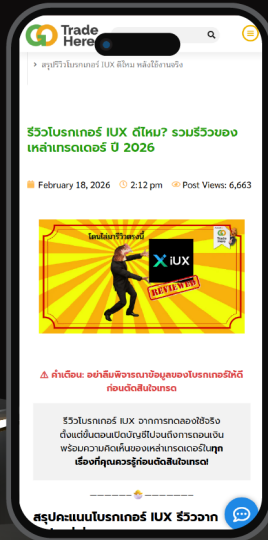 Trade
Here
> สรุปรีวิวโบรกเกอร์ IUX ดีไหม หลังใช้งานจริง
รีวิวโบรกเกอร์ IUX ดีไหม? รวมรีวิวของ
เหล่าเทรดเดอร์ ปี 2026
February 18, 2026 2:12 pm Post Views: 6,663
โดนใส่มารีวิวตรงนี้
iUX
REVIEWED
⚠ คำเตือน: อย่าลืมพิจารณาข้อมูลของโบรกเกอร์ให้ดี
ก่อนตัดสินใจเทรด
รีวิวโบรกเกอร์ IUX จากการทดลองใช้จริง
ตั้งแต่ขั้นตอนเปิดบัญชีไปจนถึงการถอนเงิน
พร้อมความคิดเห็นของเหล่าเทรดเดอร์ในทุก
เรื่องที่คุณควรรู้ก่อนตัดสินใจเทรด!
สรุปคะแนนโบรกเกอร์ IUX รีวิวจาก